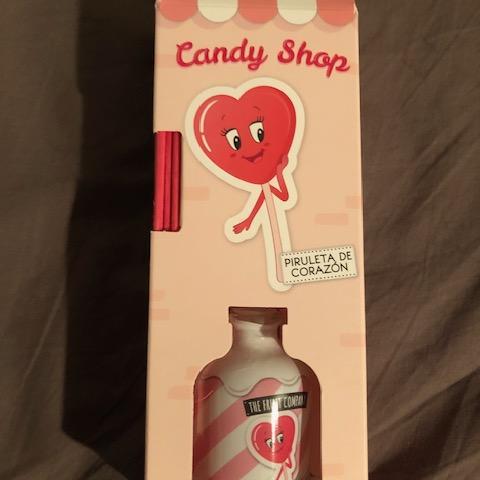 Candy Shop
PIRULETA DE
CORAZÓN
THE FRUIT COMPANY